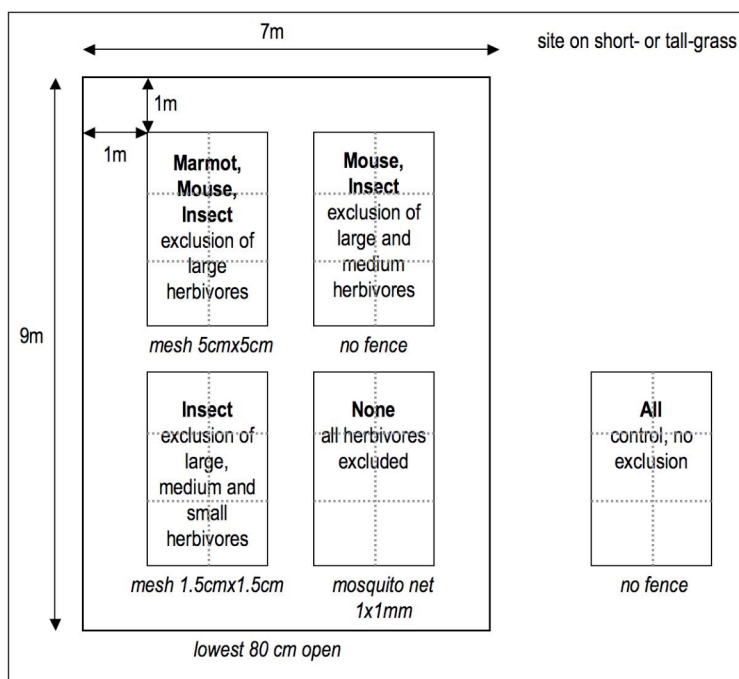 7m
site on short- or tall-grass
1m
1m
Marmot,
Mouse,
Insect
exclusion of
large
herbivores
mesh 5cmx5cm
Mouse,
Insect
exclusion of
large and
medium
herbivores
no fence
9m
Insect
exclusion of
large,
medium and
small
herbivores
mesh 1.5cmx1.5cm
None
all herbivores
excluded
mosquito net
1x1mm
All
control, no
exclusion
no fence
lowest 80 cm open